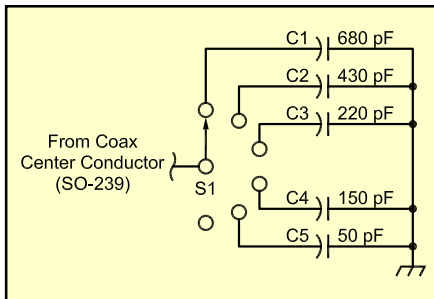 C1 680 pF
C2 430 pF
C3 220 pF
From Coax
Center Conductor
(SO-239)
S1
C4 150 pF
C5 50 pF